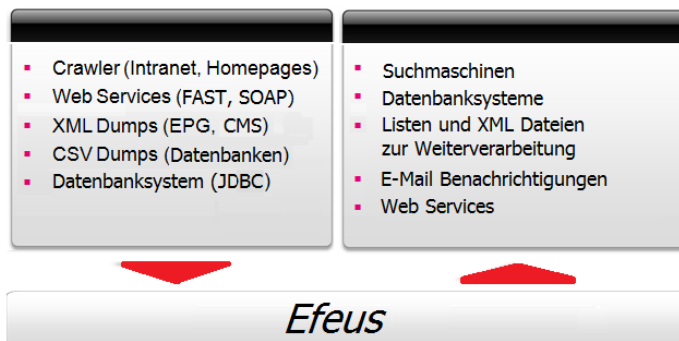 Crawler (Intranet, Homepages)
Web Services (FAST, SOAP)
XML Dumps (EPG, CMS)
CSV Dumps (Datenbanken)
Datenbanksystem (JDBC)
Suchmaschinen
Datenbanksysteme
Listen und XML Dateien
zur Weiterverarbeitung
E-Mail Benachrichtigungen
Web Services
Efeus